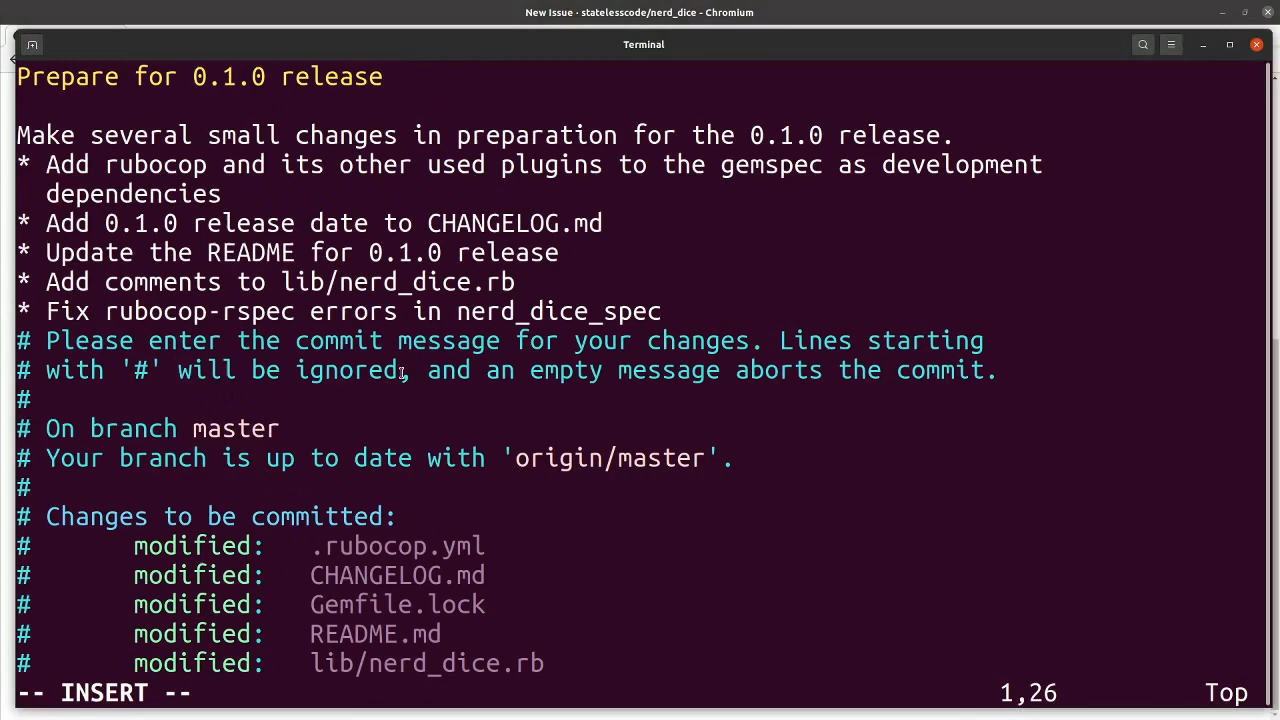 New Issue · statelesscode/nerd_dice - Chromium
Terminal
Prepare for 0.1.0 release
Make several small changes in preparation for the 0.1.0 release.
* Add rubocop and its other used plugins to the gemspec as development
dependencies
* Add 0.1.0 release date to CHANGELOG.md
* Update the README for 0.1.0 release
* Add comments to lib/nerd_dice.rb
* Fix rubocop-rspec errors in nerd_dice_spec
# Please enter the commit message for your changes. Lines starting
# with '#' will be ignored, and an empty message aborts the commit.
#
# On branch master
# Your branch is up to date with 'origin/master'.
#
# Changes to be committed:
#       modified:   .rubocop.yml
#       modified:   CHANGELOG.md
#       modified:   Gemfile.lock
#       modified:   README.md
#       modified:   lib/nerd_dice.rb
-- INSERT -- 1,26 Top